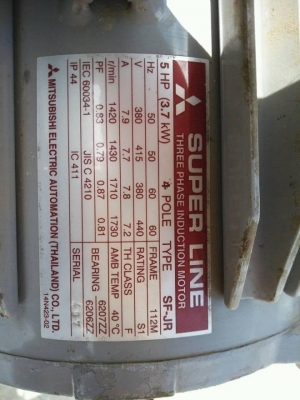 SUPER LINE
THREE PHASE INDUCTION MOTOR
5 HP (3.7 kW) 4 POLE TYPE SF-JR
Hz 50 50 60 60 FRAME 112M
V 380 415 380 440 RATING S1
A 7.9 7.7 7.8 7.2 TH CLASS F
r/min 1420 1430 1710 1730 AMB TEMP 40 °C
PF 0.83 0.79 0.87 0.81 BEARING 6207ZZ
IEC 60034-1 JIS C 4210 6206ZZ
IP 44 IC 411 SERIAL
MITSUBISHI ELECTRIC AUTOMATION (THAILAND) CO., LTD.
14N423-02